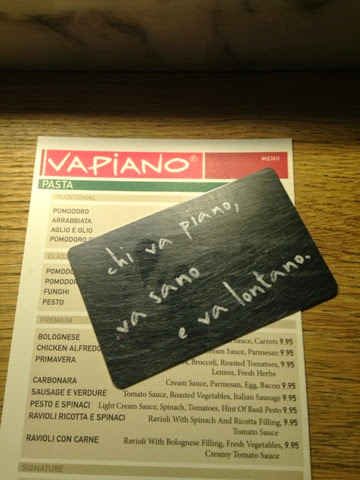 VAPIANO®
MENU
PASTA
TRADITIONAL
POMODORO
ARRABBIATA
AGLIO E OLIO
POMODORO
CLASS
POMODO
POMODO
FUNGHI
PESTO
chi va piano,
va sano
e va lontano.
PREMIUM
BOLOGNESE Sauce, Carrots 9.95
CHICKEN ALFREDO Cream Sauce, Parmesan 9.95
PRIMAVERA Broccoli, Roasted Tomatoes, 9.95
Lemon, Fresh Herbs
CARBONARA Cream Sauce, Parmesan, Egg, Bacon 9.95
SAUSAGE E VERDURE Tomato Sauce, Roasted Vegetables, Italian Sausage 9.95
PESTO E SPINACI Light Cream Sauce, Spinach, Tomatoes, Hint Of Basil Pesto 9.95
RAVIOLI RICOTTA E SPINACI Ravioli With Spinach And Ricotta Filling, 9.95
Tomato Sauce
RAVIOLI CON CARNE Ravioli With Bolognese Filling, Fresh Vegetables, 9.95
Creamy Tomato Sauce
SIGNATURE